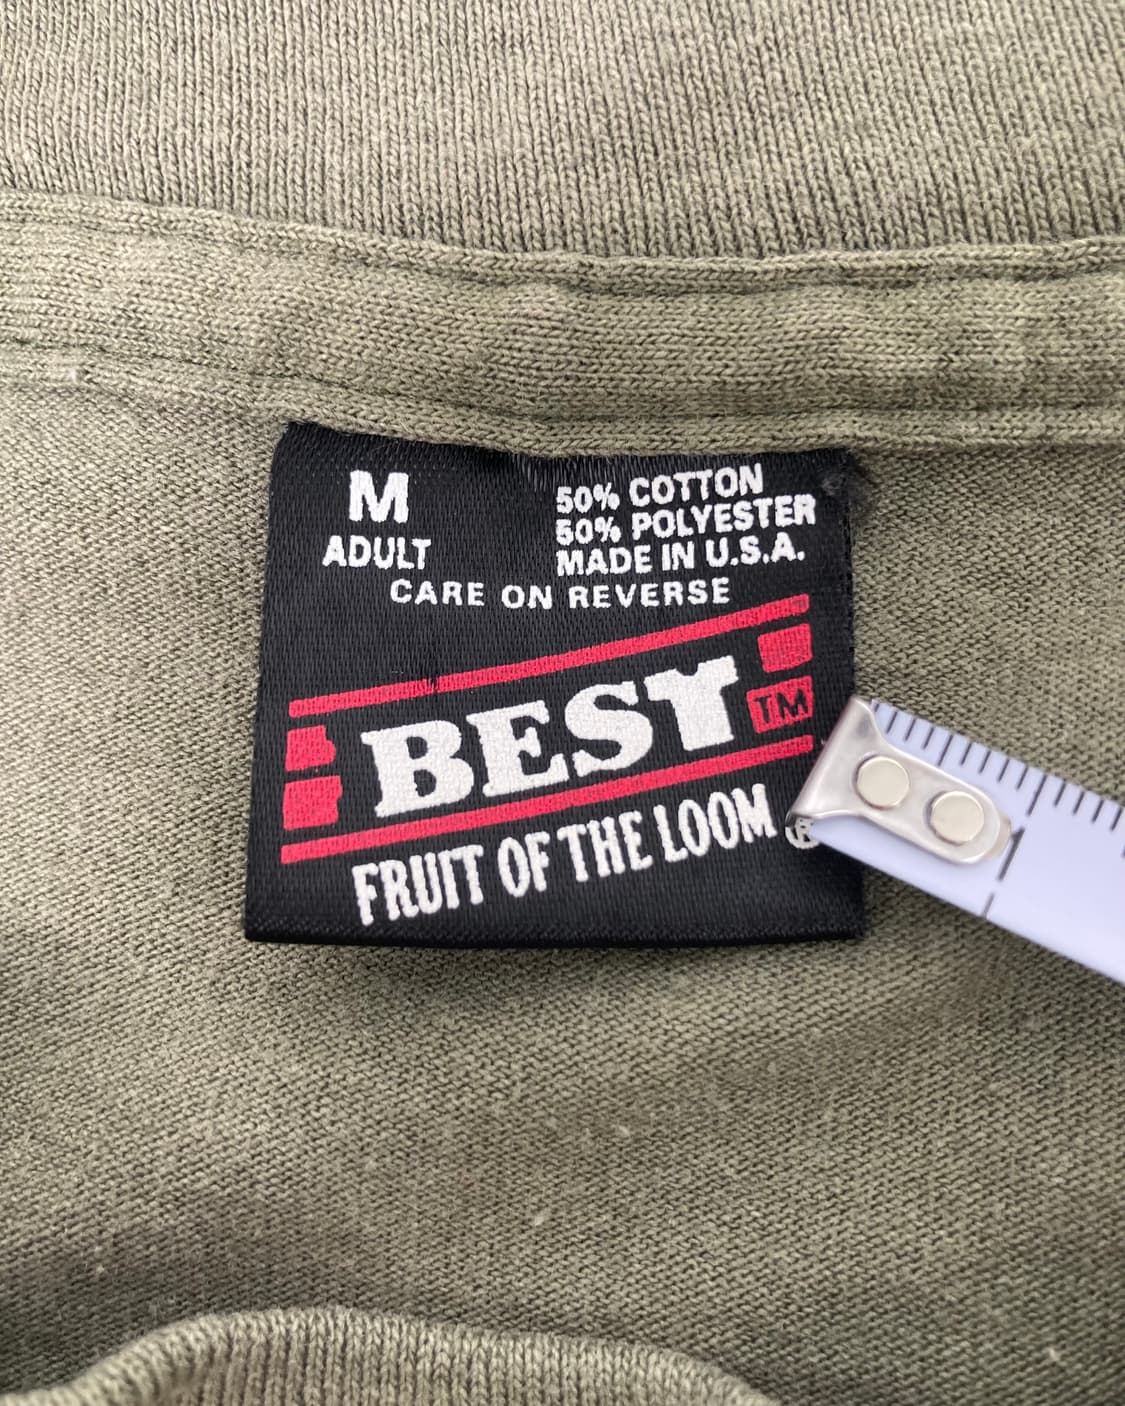 M
ADULT
50% COTTON
50% POLYESTER
MADE IN U.S.A.
CARE ON REVERSE
BEST TM
FRUIT OF THE LOOM ®